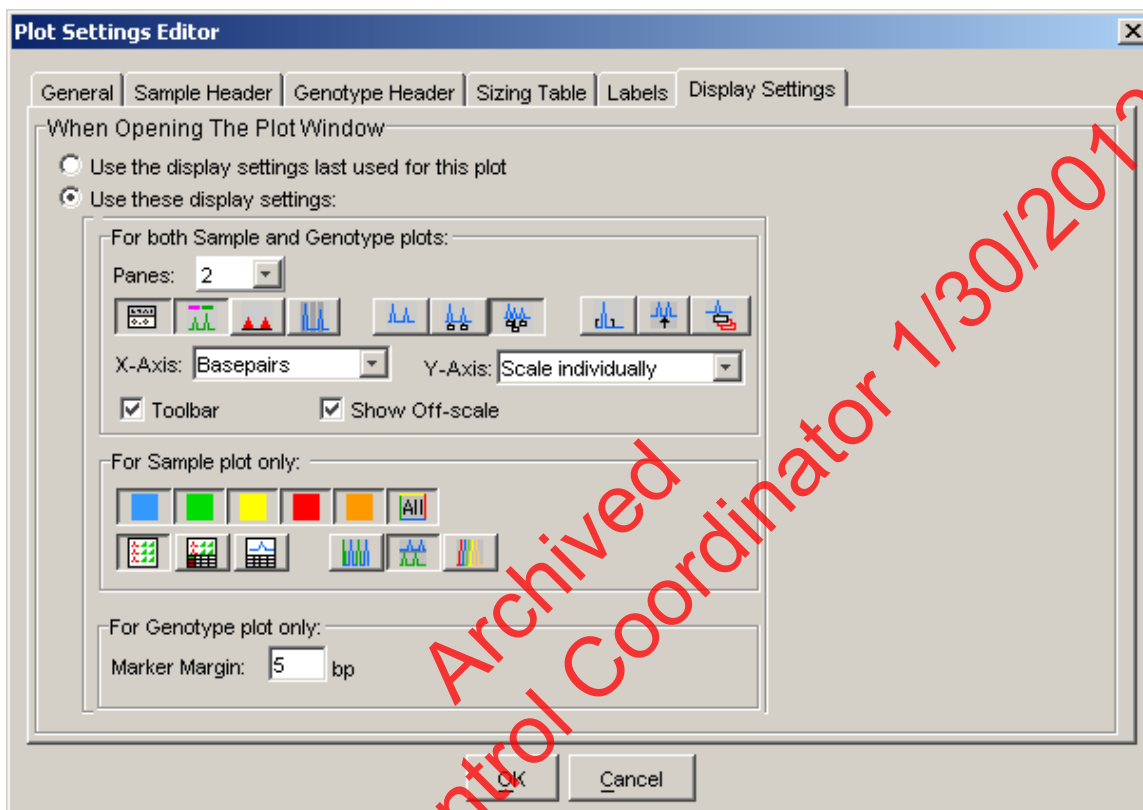 Plot Settings Editor
General Sample Header Genotype Header Sizing Table Labels Display Settings
When Opening The Plot Window
Use the display settings last used for this plot
Use these display settings:
For both Sample and Genotype plots:
Panes: 2
X-Axis: Basepairs Y-Axis: Scale individually
Toolbar Show Off-scale
For Sample plot only:
All
For Genotype plot only:
Marker Margin: 5 bp
OK Cancel
Archived
ntrol Coordinator 1/30/201